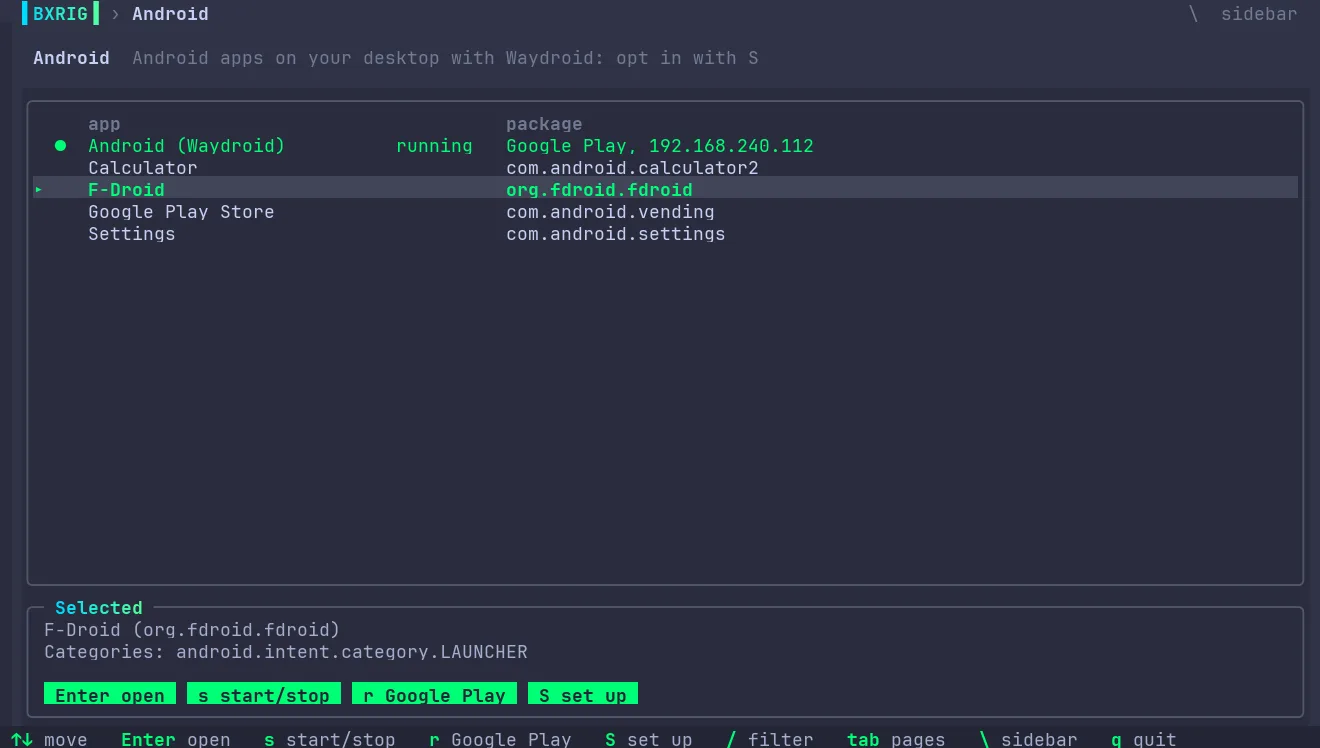 BXRIG › Android \ sidebar
Android Android apps on your desktop with Waydroid: opt in with S
app package
● Android (Waydroid) running Google Play, 192.168.240.112
Calculator com.android.calculator2
▸ F-Droid org.fdroid.fdroid
Google Play Store com.android.vending
Settings com.android.settings
Selected
F-Droid (org.fdroid.fdroid)
Categories: android.intent.category.LAUNCHER
Enter open s start/stop r Google Play S set up
↑↓ move Enter open s start/stop r Google Play S set up / filter tab pages \ sidebar q quit